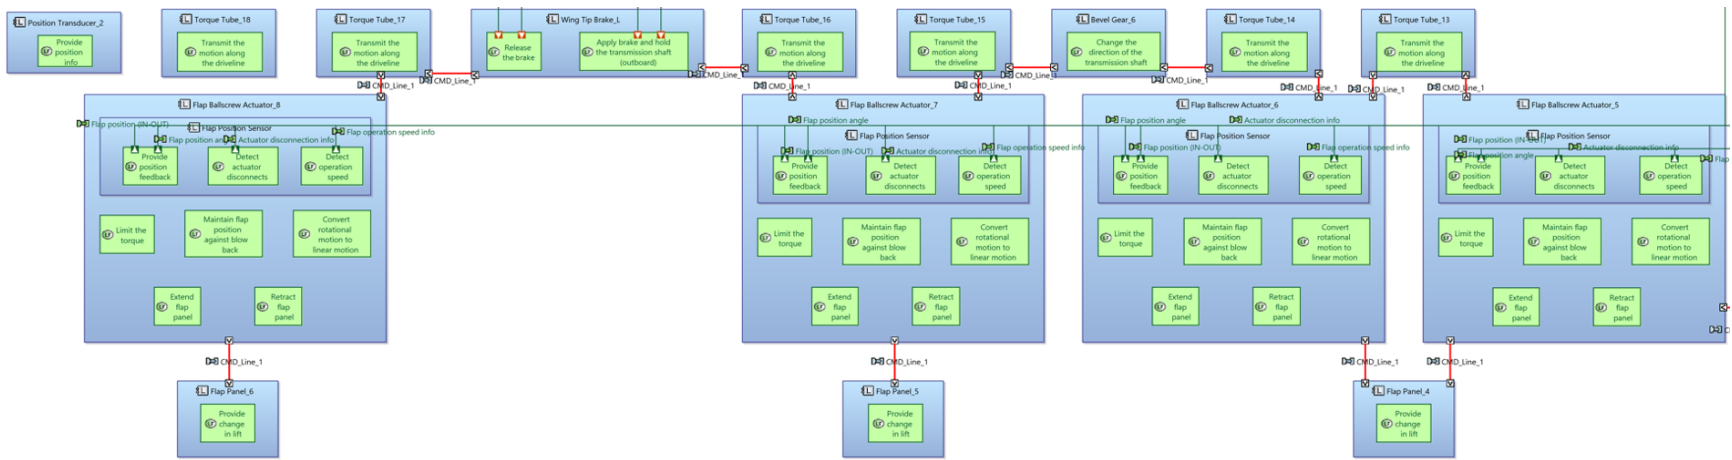 Position Transducer_2
Provide
position
info
Torque Tube_18
Transmit the
motion along
the driveline
Torque Tube_17
Transmit the
motion along
the driveline
Wing Tip Brake_L
Release
the brake
Apply brake and hold
the transmission shaft
(outboard)
Torque Tube_16
Transmit the
motion along
the driveline
Torque Tube_15
Transmit the
motion along
the driveline
Bevel Gear_6
Change the
direction of the
transmission shaft
Torque Tube_14
Transmit the
motion along
the driveline
Torque Tube_13
Transmit the
motion along
the driveline
CMD_Line_1
CMD_Line_1
CMD_Line_1
CMD_Line_1
CMD_Line_1
CMD_Line_1
CMD_Line_1
CMD_Line_1
CMD_Line_1
CMD_Line_1
Flap Ballscrew Actuator_8
Flap position (IN-OUT)
Flap Position Sensor
Flap operation speed info
Flap position angle
Actuator disconnection info
Provide
position
feedback
Detect
actuator
disconnects
Detect
operation
speed
Limit the
torque
Maintain flap
position
against blow
back
Convert
rotational
motion to
linear motion
Extend
flap
panel
Retract
flap
panel
CMD_Line_1
Flap Panel_6
Provide
change
in lift
Flap Ballscrew Actuator_7
Flap position angle
Flap Position Sensor
Flap position (IN-OUT)
Actuator disconnection info
Flap operation speed info
Provide
position
feedback
Detect
actuator
disconnects
Detect
operation
speed
Limit the
torque
Maintain flap
position
against blow
back
Convert
rotational
motion to
linear motion
Extend
flap
panel
Retract
flap
panel
CMD_Line_1
Flap Panel_5
Provide
change
in lift
Flap Ballscrew Actuator_6
Flap position angle
Actuator disconnection info
Flap Position Sensor
Flap position (IN-OUT)
Flap operation speed info
Provide
position
feedback
Detect
actuator
disconnects
Detect
operation
speed
Limit the
torque
Maintain flap
position
against blow
back
Convert
rotational
motion to
linear motion
Extend
flap
panel
Retract
flap
panel
CMD_Line_1
Flap Ballscrew Actuator_5
Flap position (IN-OUT)
Flap Position Sensor
Actuator disconnection info
Flap position angle
Flap
Provide
position
feedback
Detect
actuator
disconnects
Detect
operation
speed
Limit the
torque
Maintain flap
position
against blow
back
Convert
rotational
motion to
linear motion
Extend
flap
panel
Retract
flap
panel
CMD_Line_1
Flap Panel_4
Provide
change
in lift